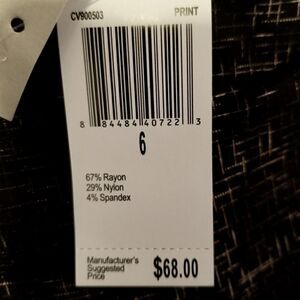 CV900503 PRINT
8 84484 40722 3
6
67% Rayon
29% Nylon
4% Spandex
Manufacturer's
Suggested
Price
$68.00